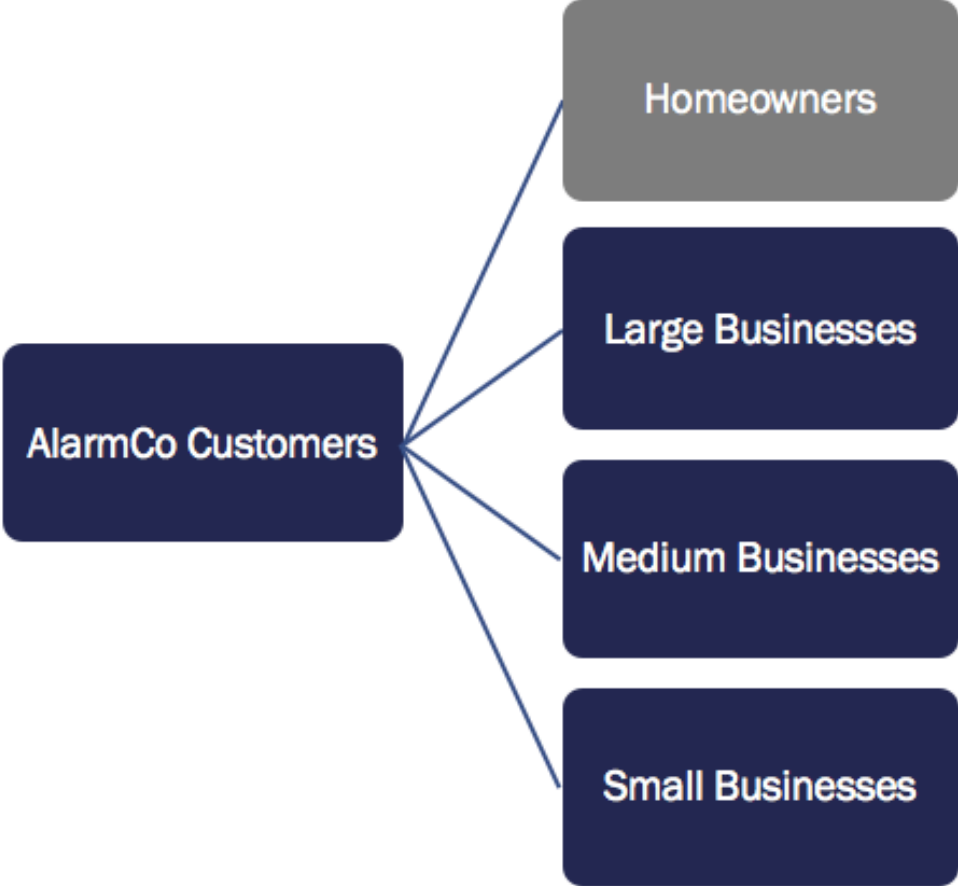 Homeowners
Large Businesses
AlarmCo Customers
Medium Businesses
Small Businesses